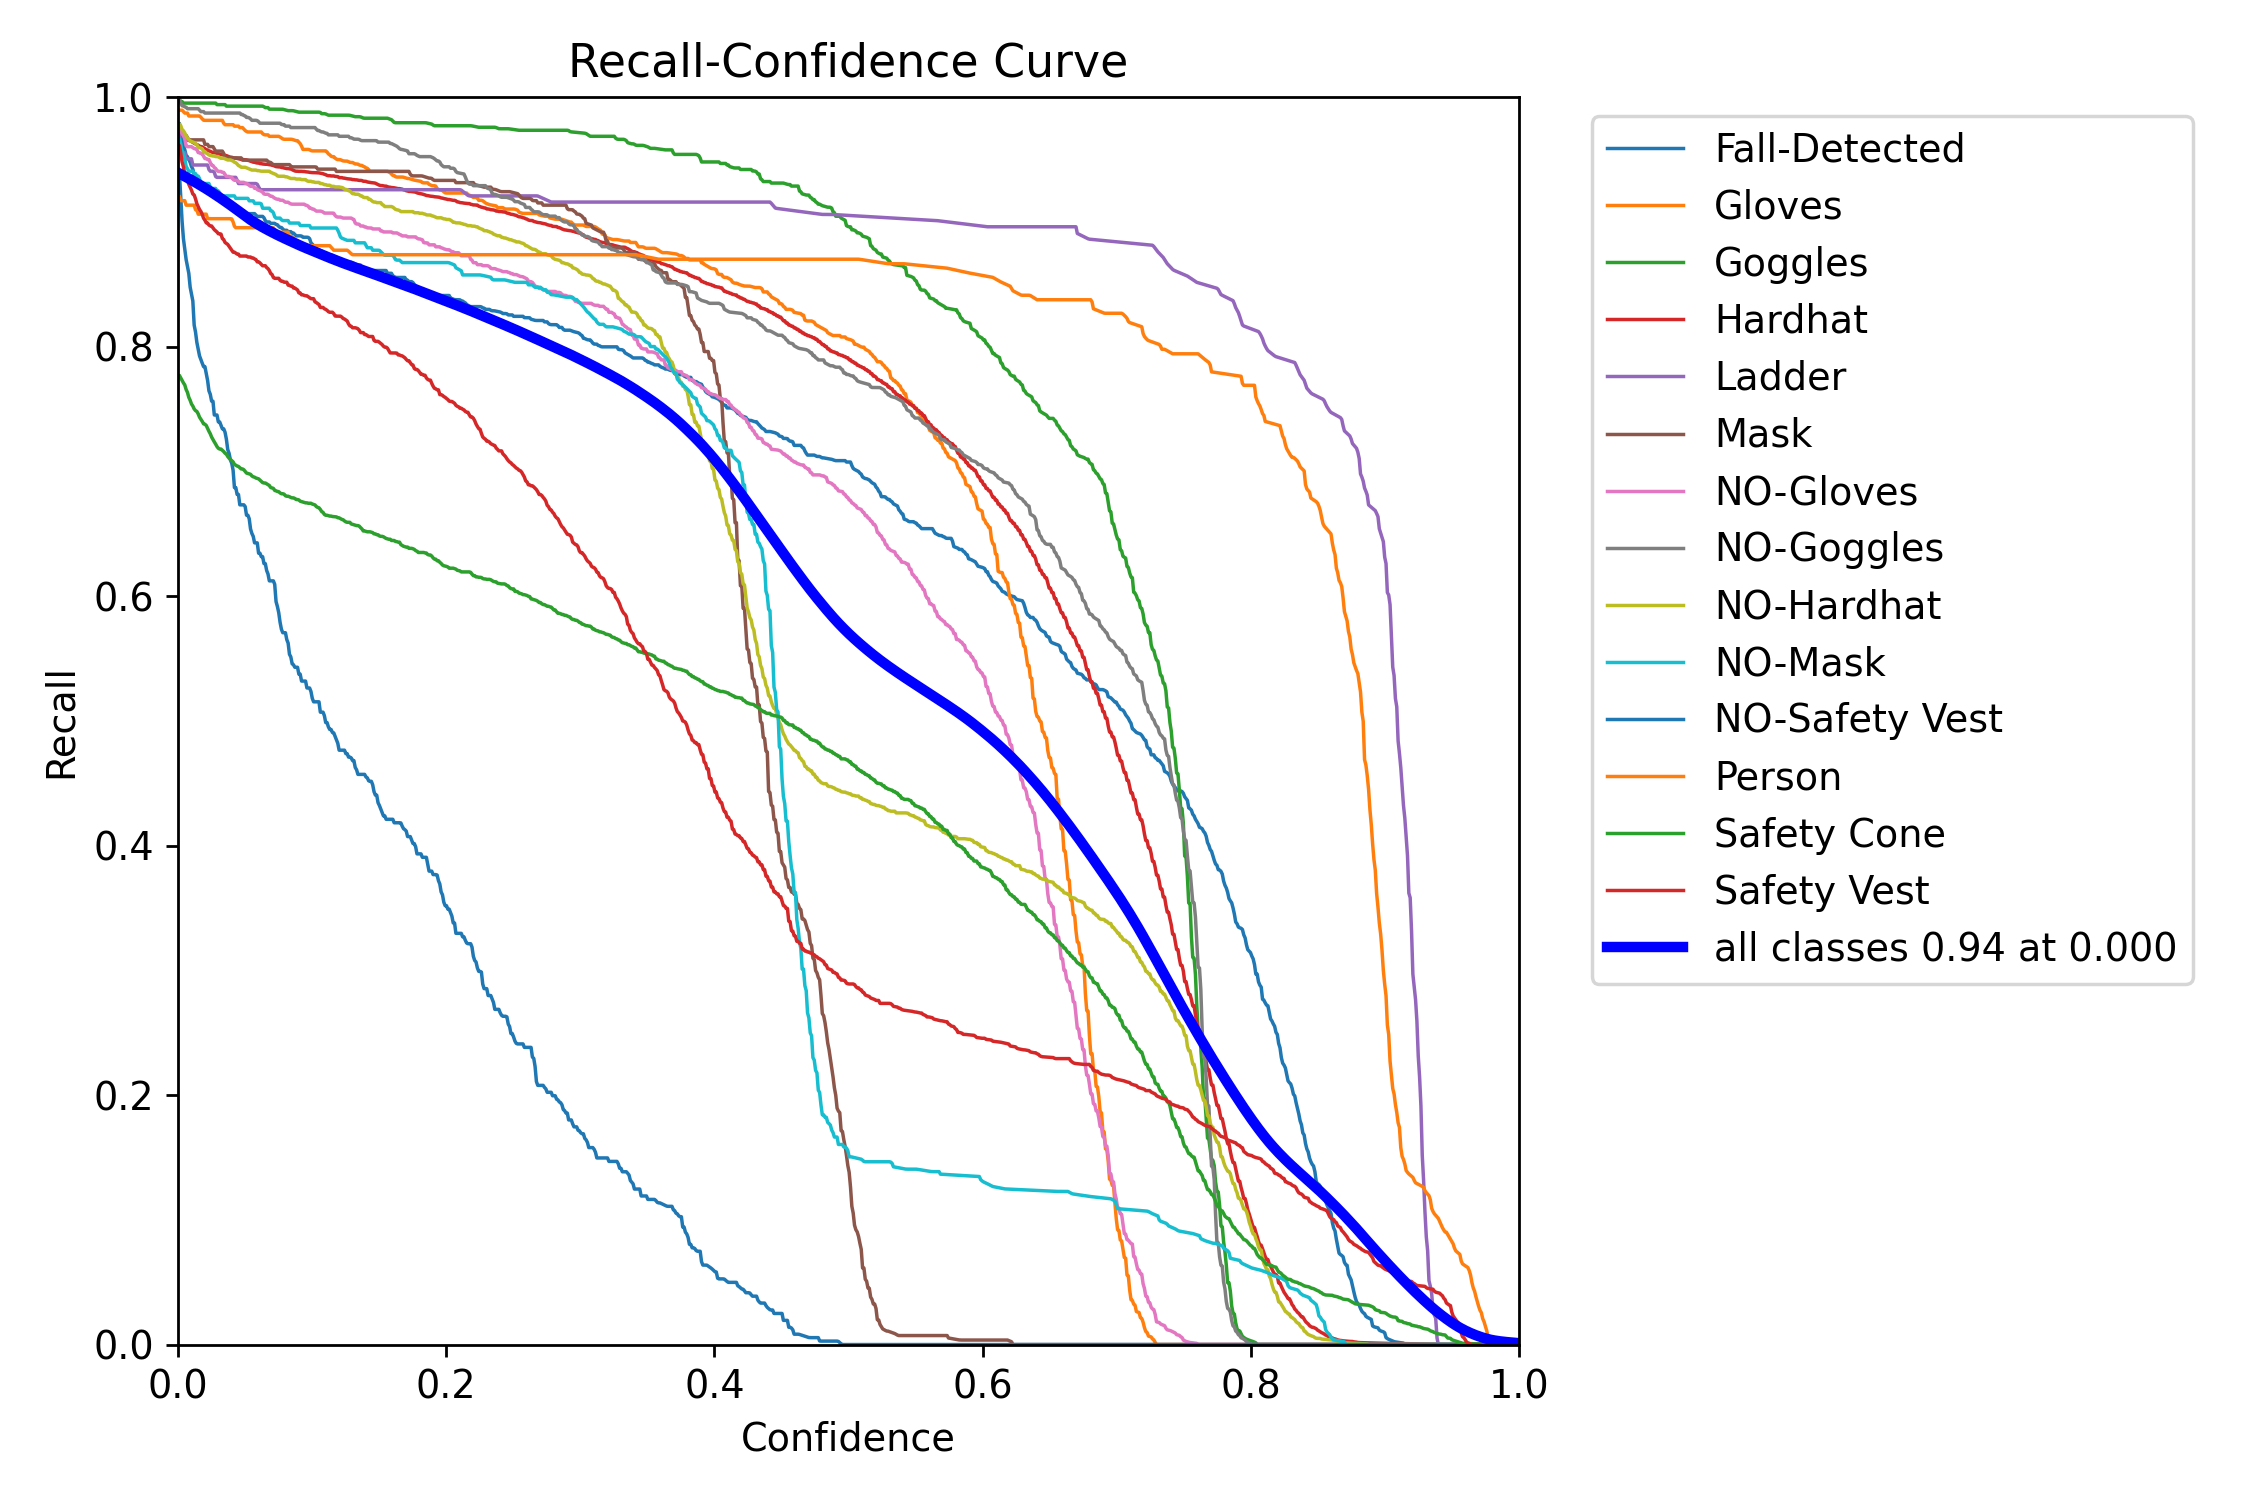 Recall-Confidence Curve
1.0
0.8
0.6
0.4
0.2
0.0
Recall
0.0 0.2 0.4 0.6 0.8 1.0
Confidence
Fall-Detected
Gloves
Goggles
Hardhat
Ladder
Mask
NO-Gloves
NO-Goggles
NO-Hardhat
NO-Mask
NO-Safety Vest
Person
Safety Cone
Safety Vest
all classes 0.94 at 0.000